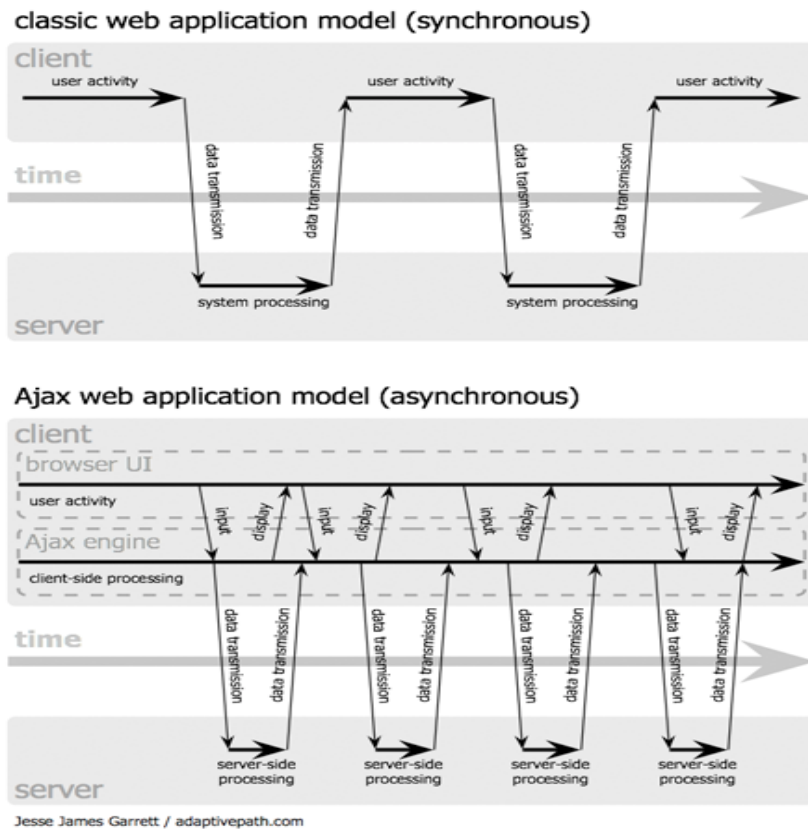 classic web application model (synchronous)
client
user activity
user activity
user activity
data transmission
data transmission
data transmission
data transmission
time
system processing
system processing
server
Ajax web application model (asynchronous)
client
browser UI
user activity
input
display
input
display
input
display
input
display
Ajax engine
client-side processing
data transmission
data transmission
data transmission
data transmission
data transmission
data transmission
data transmission
data transmission
time
server-side
processing
server-side
processing
server-side
processing
server-side
processing
server
Jesse James Garrett / adaptivepath.com